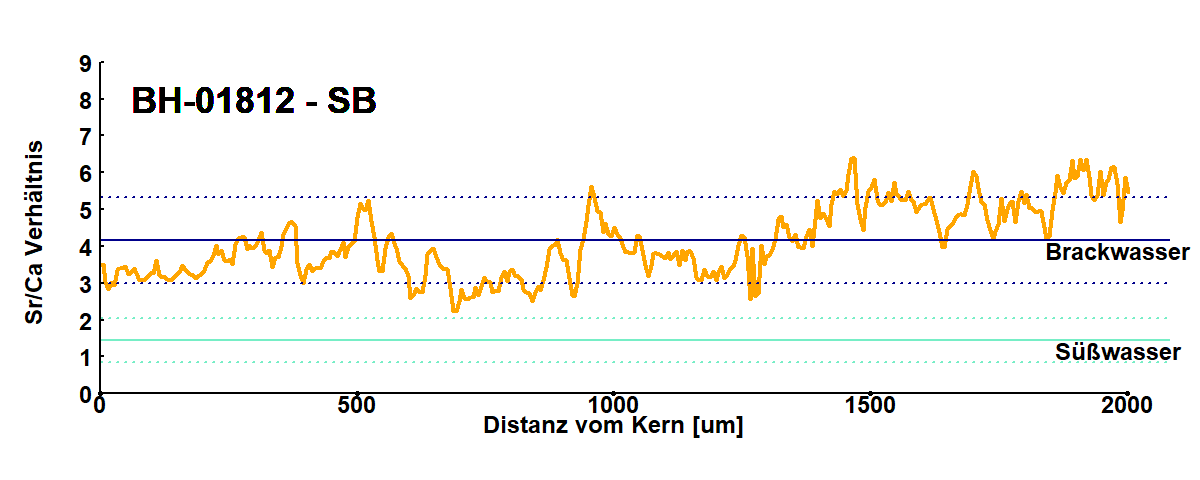 BH-01812 - SB
Sr/Ca Verhältnis
9
8
7
6
5
4
3
2
1
0
Brackwasser
Süßwasser
0 500 1000 1500 2000
Distanz vom Kern [um]